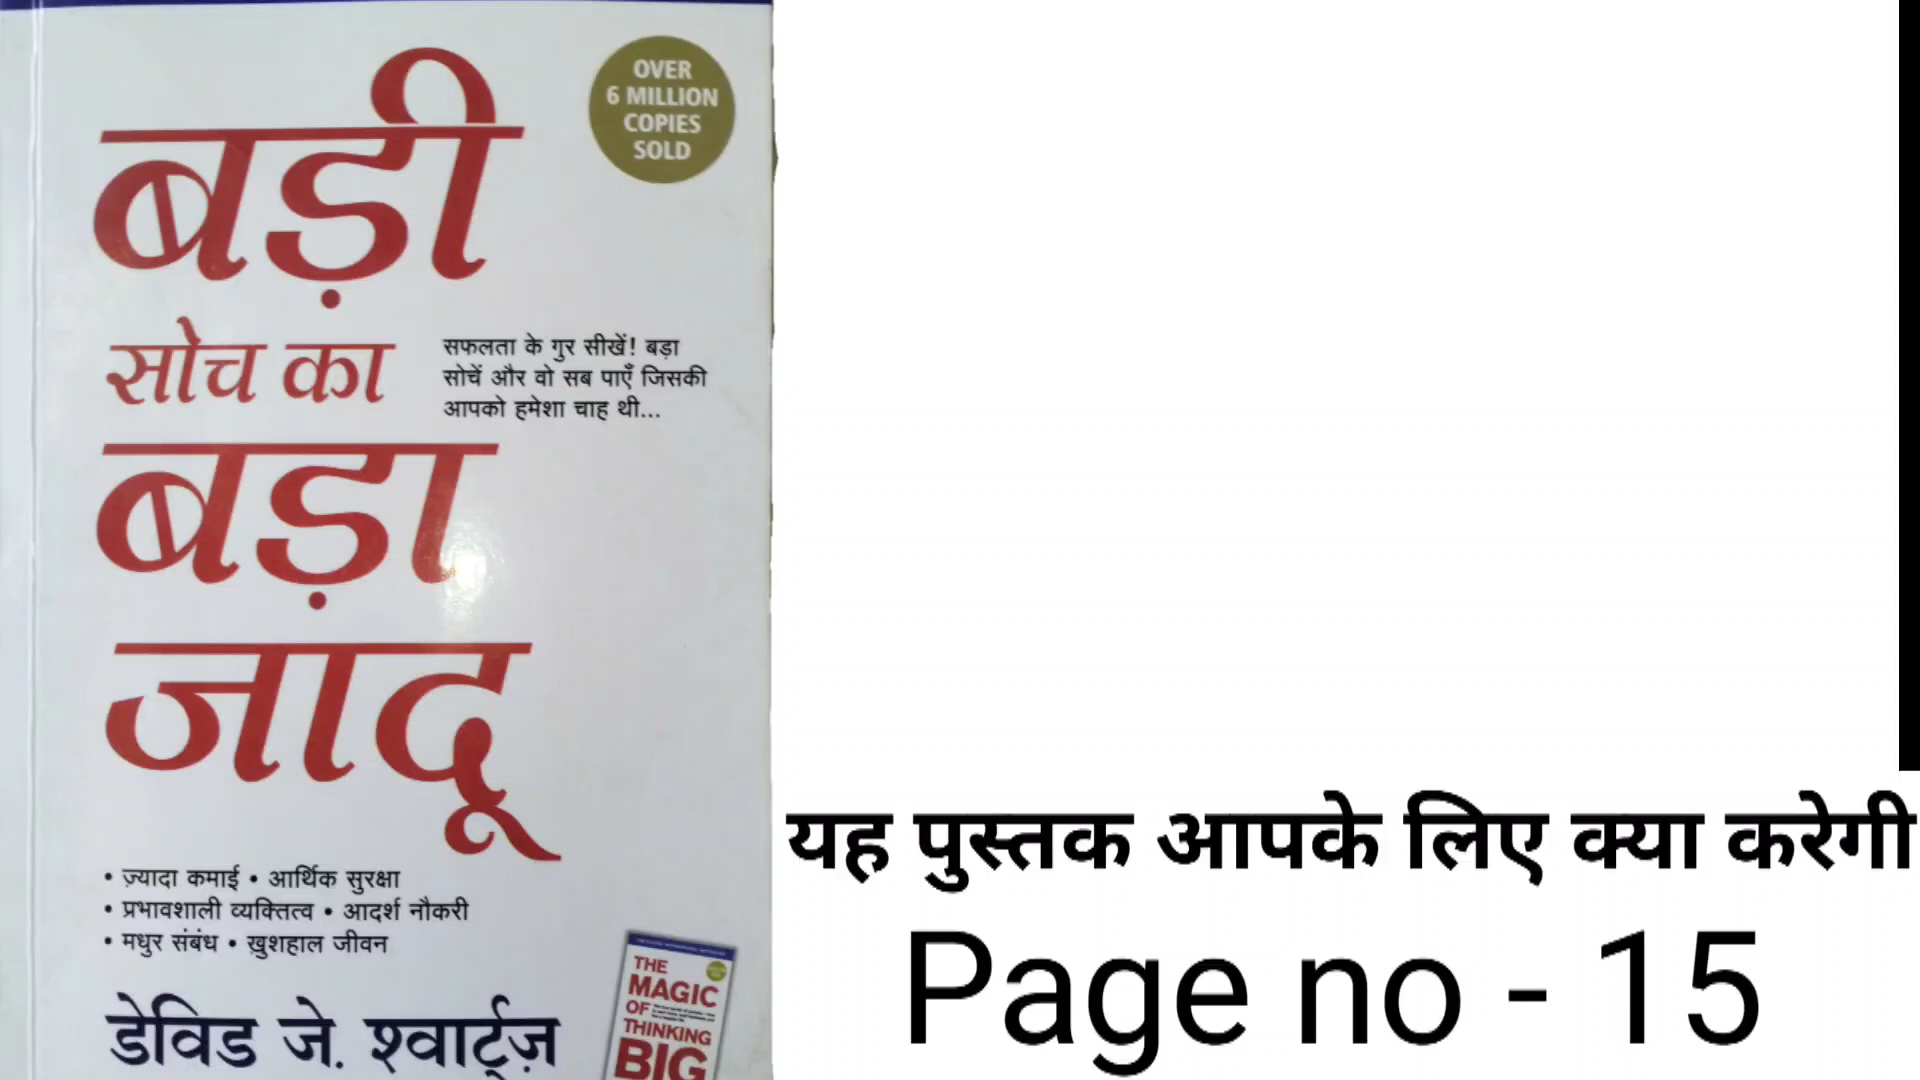 बड़ी
OVER
6 MILLION
COPIES
SOLD
सोच का
सफलता के गुर सीखें! बड़ा
सोचें और वो सब पाएँ जिसकी
आपको हमेशा चाह थी...
बड़ा
जादू
• ज़्यादा कमाई • आर्थिक सुरक्षा
• प्रभावशाली व्यक्तित्व • आदर्श नौकरी
• मधुर संबंध • ख़ुशहाल जीवन
डेविड जे. श्वार्ट्ज़
THE
MAGIC
OF
THINKING
BIG
यह पुस्तक आपके लिए क्या करेगी
Page no - 15